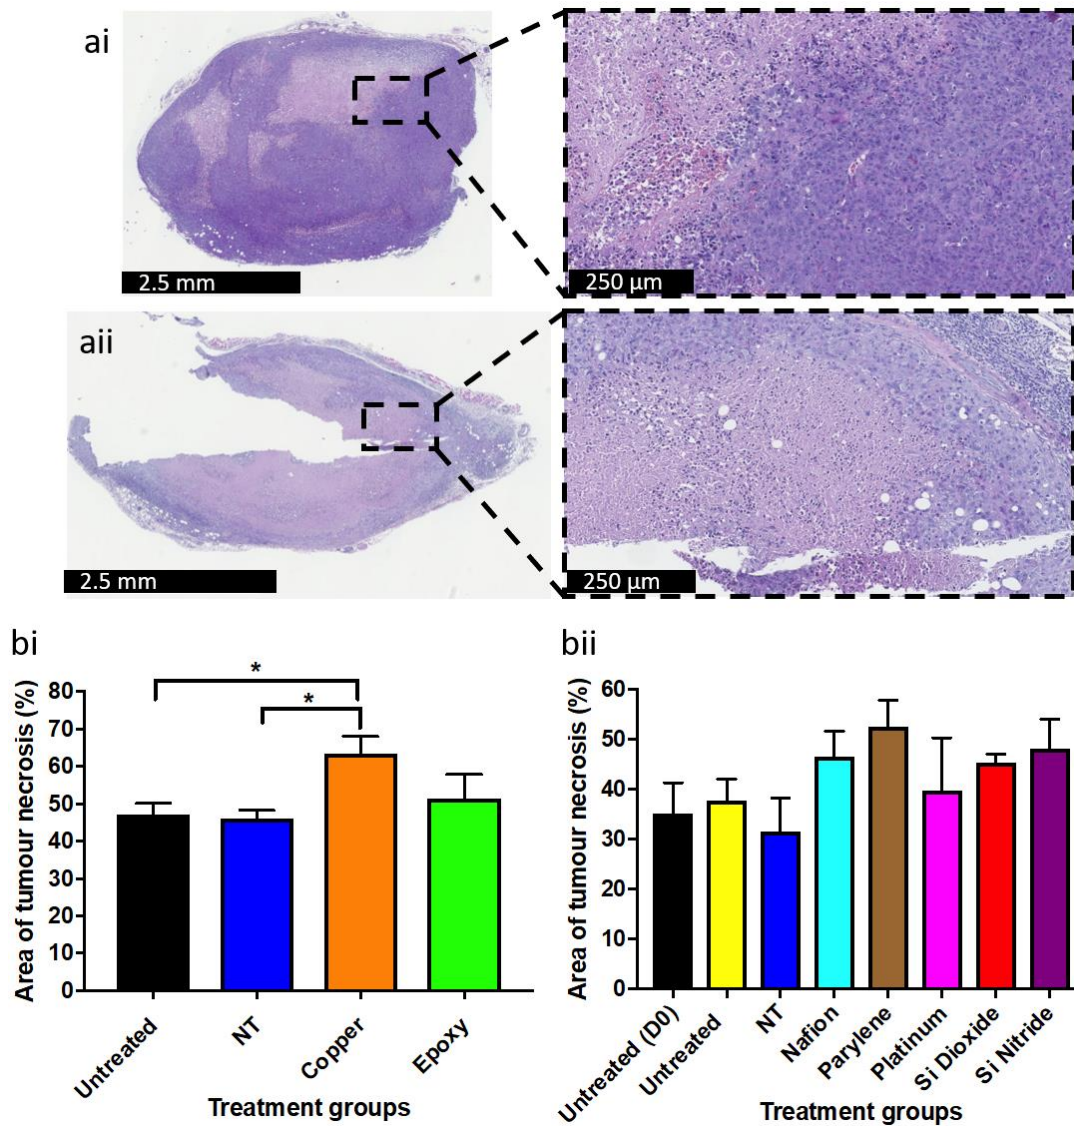 ai
2.5 mm
250 µm
aii
2.5 mm
250 µm
bi
Area of tumour necrosis (%)
80
70
60
50
40
30
20
10
0
*
*
Untreated
NT
Copper
Epoxy
Treatment groups
bii
Area of tumour necrosis (%)
60
50
40
30
20
10
0
Untreated (D0)
Untreated
NT
Nafion
Parylene
Platinum
Si Dioxide
Si Nitride
Treatment groups